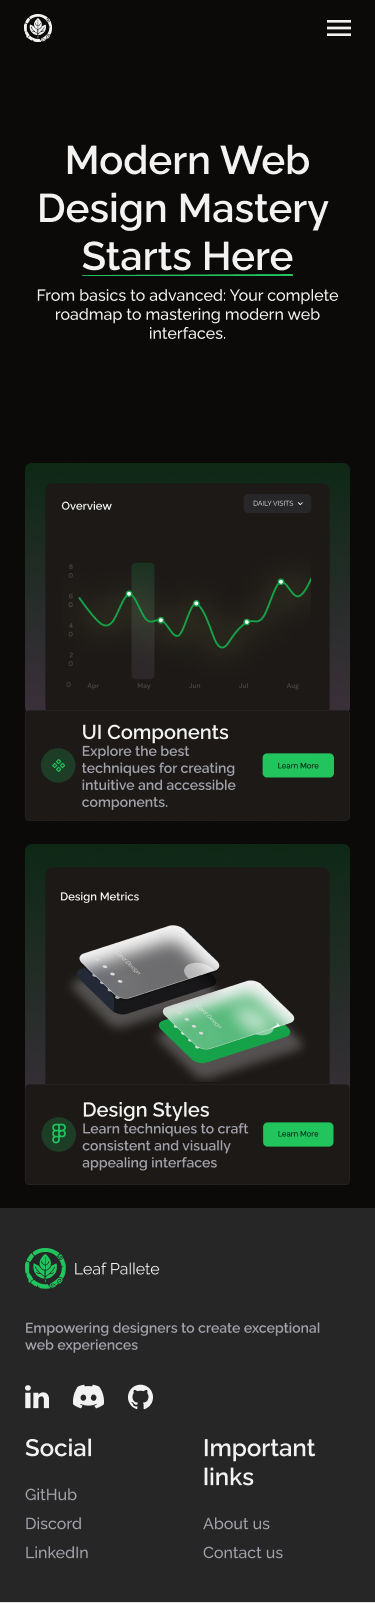 Modern Web
Design Mastery
Starts Here
From basics to advanced: Your complete
roadmap to mastering modern web
interfaces.
Overview
DAILY VISITS
8
0
6
0
4
0
2
0
0
Apr May Jun Jul Aug
UI Components
Explore the best
techniques for creating
intuitive and accessible
components.
Learn More
Design Metrics
Design Styles
Learn techniques to craft
consistent and visually
appealing interfaces
Learn More
Leaf Pallete
Empowering designers to create exceptional
web experiences
Social
GitHub
Discord
LinkedIn
Important
links
About us
Contact us